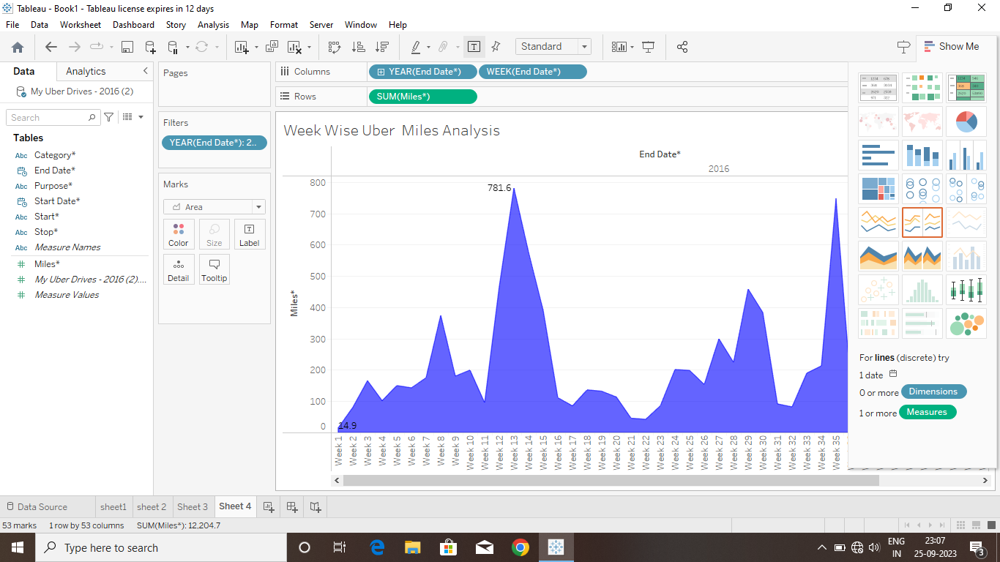 Tableau - Book1 - Tableau license expires in 12 days
File Data Worksheet Dashboard Story Analysis Map Format Server Window Help
Standard
Show Me
Data Analytics
My Uber Drives - 2016 (2)
Search
Tables
Abc Category*
End Date*
Abc Purpose*
Start Date*
Abc Start*
Abc Stop*
Abc Measure Names
Miles*
My Uber Drives - 2016 (2)....
Measure Values
Pages
Filters
YEAR(End Date*): 2..
Marks
Area
Color Size Label
Detail Tooltip
Columns YEAR(End Date*) WEEK(End Date*)
Rows SUM(Miles*)
Week Wise Uber Miles Analysis
End Date*
2016
800
700
600
500
400
300
200
100
0
Miles*
781.6
14.9
Week 1
Week 2
Week 3
Week 4
Week 5
Week 6
Week 7
Week 8
Week 9
Week 10
Week 11
Week 12
Week 13
Week 14
Week 15
Week 16
Week 17
Week 18
Week 19
Week 20
Week 21
Week 22
Week 23
Week 24
Week 25
Week 26
Week 27
Week 28
Week 29
Week 30
Week 31
Week 32
Week 33
Week 34
Week 35
For lines (discrete) try
1 date
0 or more Dimensions
1 or more Measures
Data Source sheet1 sheet 2 Sheet 3 Sheet 4
53 marks 1 row by 53 columns SUM(Miles*): 12,204.7
Type here to search
ENG
IN
23:07
25-09-2023
3